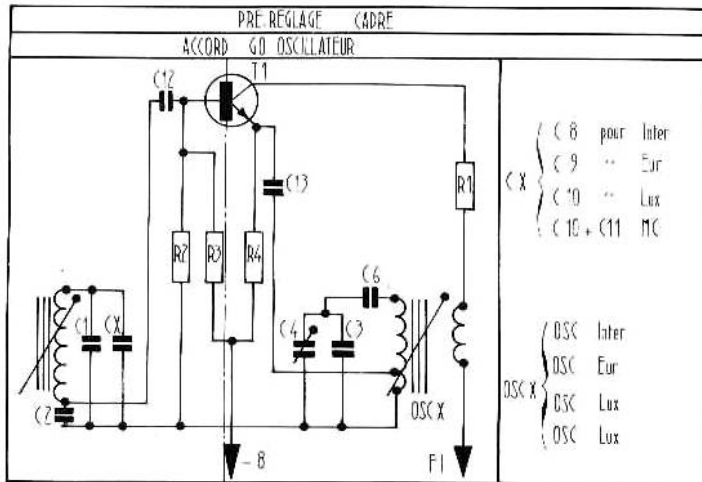 PRE-REGLAGE CADRE
ACCORD GO OSCILLATEUR
T1
C12
C13
R1
R2
R3
R4
C6
C1
CX
C4
C3
C2
OSC X
- 8
FI
CX
C 8 pour Inter
C 9 " Eur
C 10 " Lux
C 10 + C11 MC
OSC X
OSC Inter
OSC Eur
OSC Lux
OSC Lux